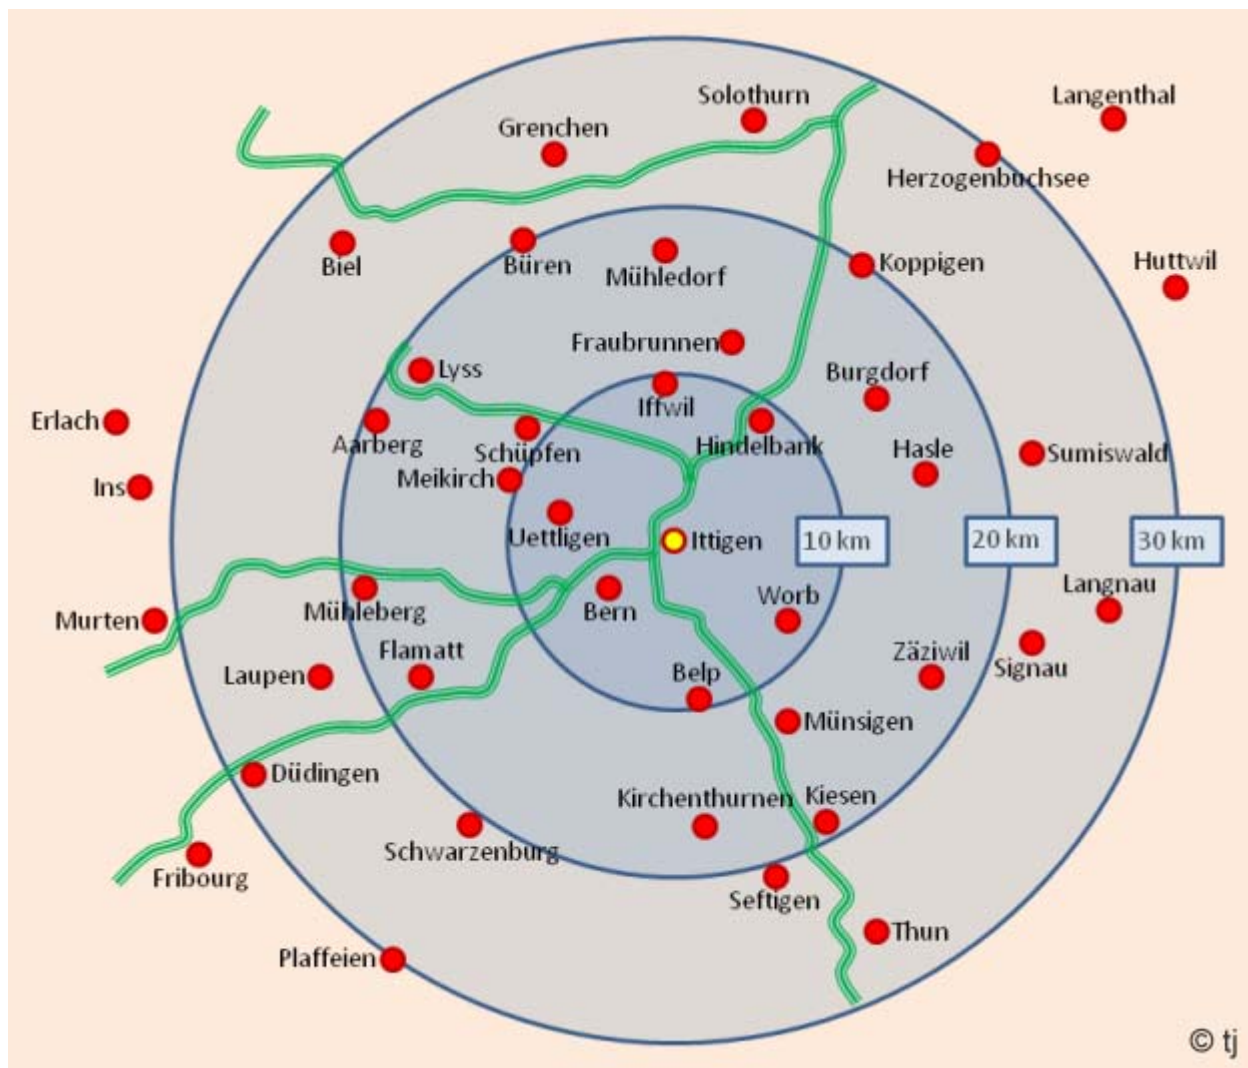 Solothurn
Langenthal
Grenchen
Herzogenbuchsee
Biel
Büren
Mühledorf
Koppigen
Huttwil
Fraubrunnen
Lyss
Burgdorf
Iffwil
Erlach
Aarberg
Schüpfen
Hindelbank
Hasle
Sumiswald
Meikirch
Ins
Uettligen
Ittigen
10 km
20 km
30 km
Langnau
Mühleberg
Bern
Worb
Murten
Flamatt
Zäziwil
Signau
Laupen
Belp
Münsigen
Düdingen
Kirchenthurnen
Kiesen
Schwarzenburg
Fribourg
Seftigen
Thun
Plaffeien
© tj